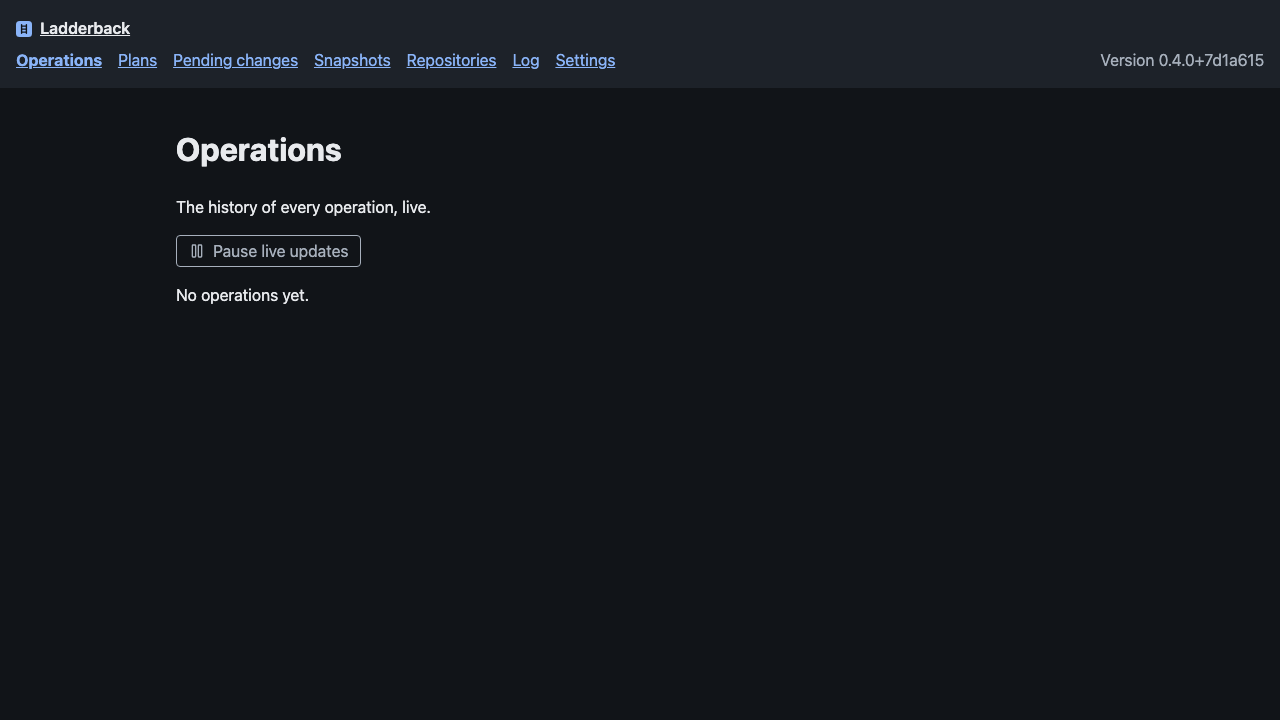 Ladderback
Operations Plans Pending changes Snapshots Repositories Log Settings Version 0.4.0+7d1a615
Operations
The history of every operation, live.
Pause live updates
No operations yet.